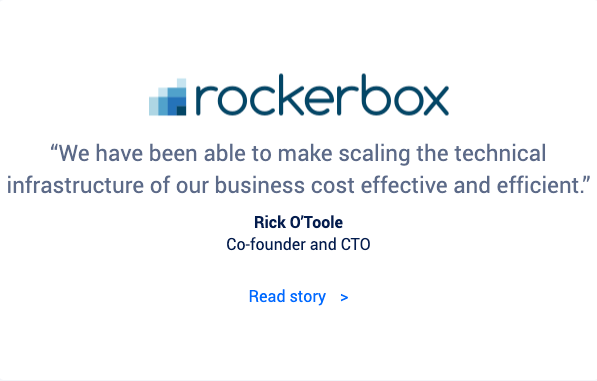 rockerbox
“We have been able to make scaling the technical
infrastructure of our business cost effective and efficient.”
Rick O’Toole
Co-founder and CTO
Read story >